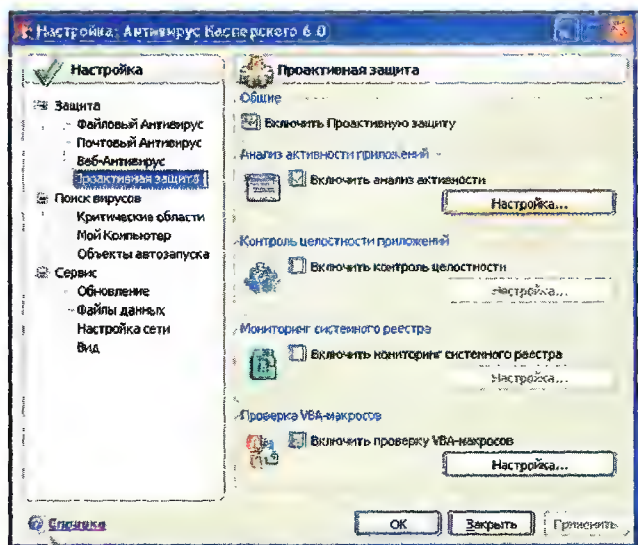 Настройка: Антивирус Касперского 6.0
Настройка
Защита
Файловый Антивирус
Почтовый Антивирус
Веб-Антивирус
Проактивная защита
Поиск вирусов
Критические области
Мой Компьютер
Объекты автозапуска
Сервис
Обновление
Файлы данных
Настройка сети
Вид
Проактивная защита
Общие
Включить Проактивную защиту
Анализ активности приложений
Включить анализ активности
Настройка...
Контроль целостности приложений
Включить контроль целостности
Настройка...
Мониторинг системного реестра
Включить мониторинг системного реестра
Настройка...
Проверка VBA-макросов
Включить проверку VBA-макросов
Настройка...
Справка
ОК
Закрыть
Применить